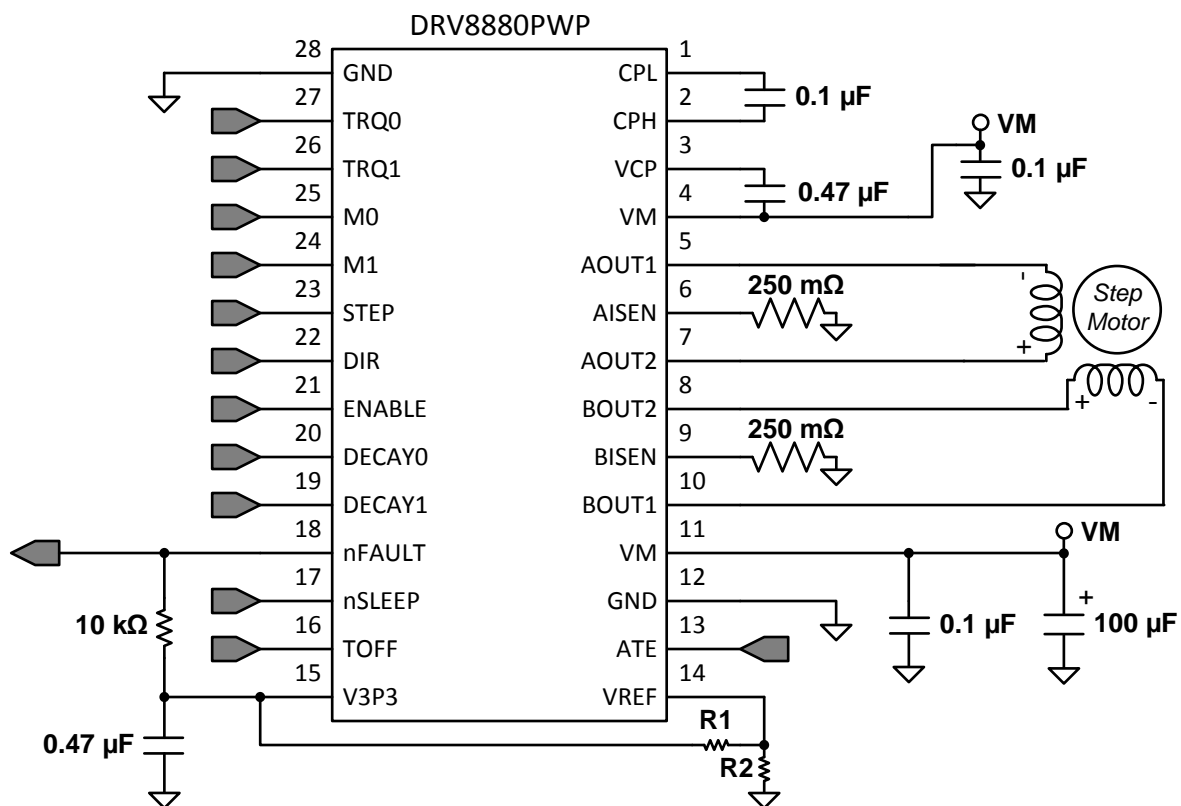 DRV8880PWP
28
GND
27
TRQ0
26
TRQ1
25
M0
24
M1
23
STEP
22
DIR
21
ENABLE
20
DECAY0
19
DECAY1
18
nFAULT
17
nSLEEP
16
TOFF
15
V3P3
1
CPL
2
CPH
3
VCP
4
VM
5
AOUT1
6
AISEN
7
AOUT2
8
BOUT2
9
BISEN
10
BOUT1
11
VM
12
GND
13
ATE
14
VREF
0.1 µF
VM
0.1 µF
0.47 µF
250 mΩ
-
+
Step
Motor
+ -
250 mΩ
VM
+
0.1 µF
100 µF
10 kΩ
0.47 µF
R1
R2